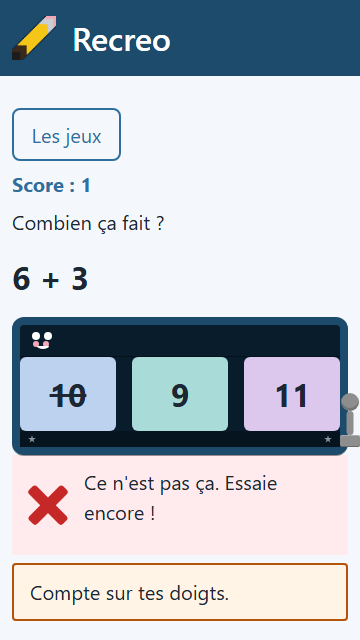 Recreo
Les jeux
Score : 1
Combien ça fait ?
6 + 3
10 9 11
Ce n'est pas ça. Essaie
encore !
Compte sur tes doigts.